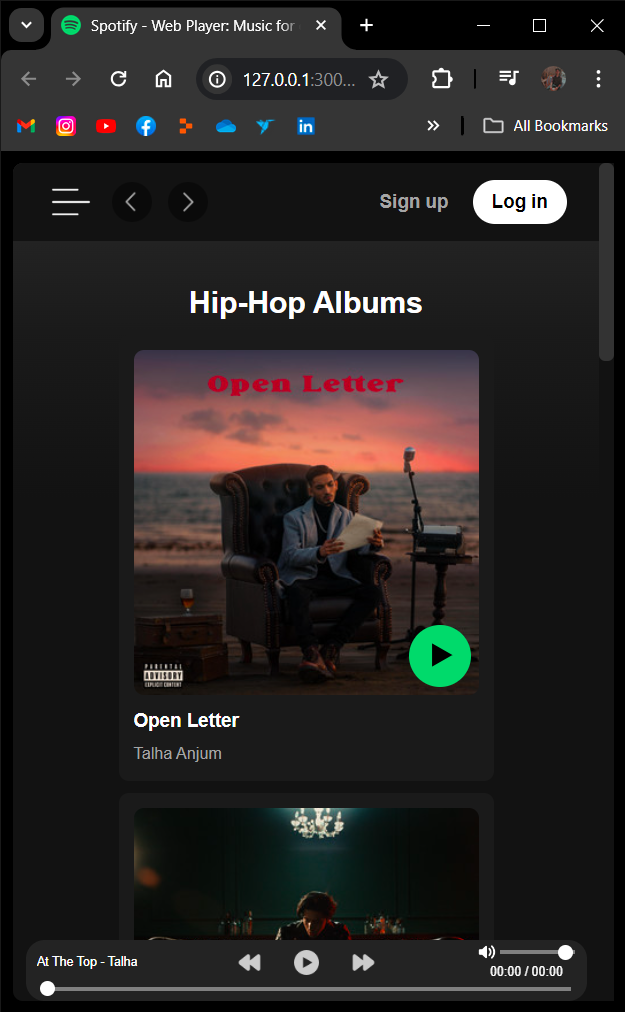 Spotify - Web Player: Music for
127.0.0.1:300...
All Bookmarks
Sign up
Log in
Hip-Hop Albums
Open Letter
PARENTAL
ADVISORY
EXPLICIT CONTENT
Open Letter
Talha Anjum
At The Top - Talha
00:00 / 00:00